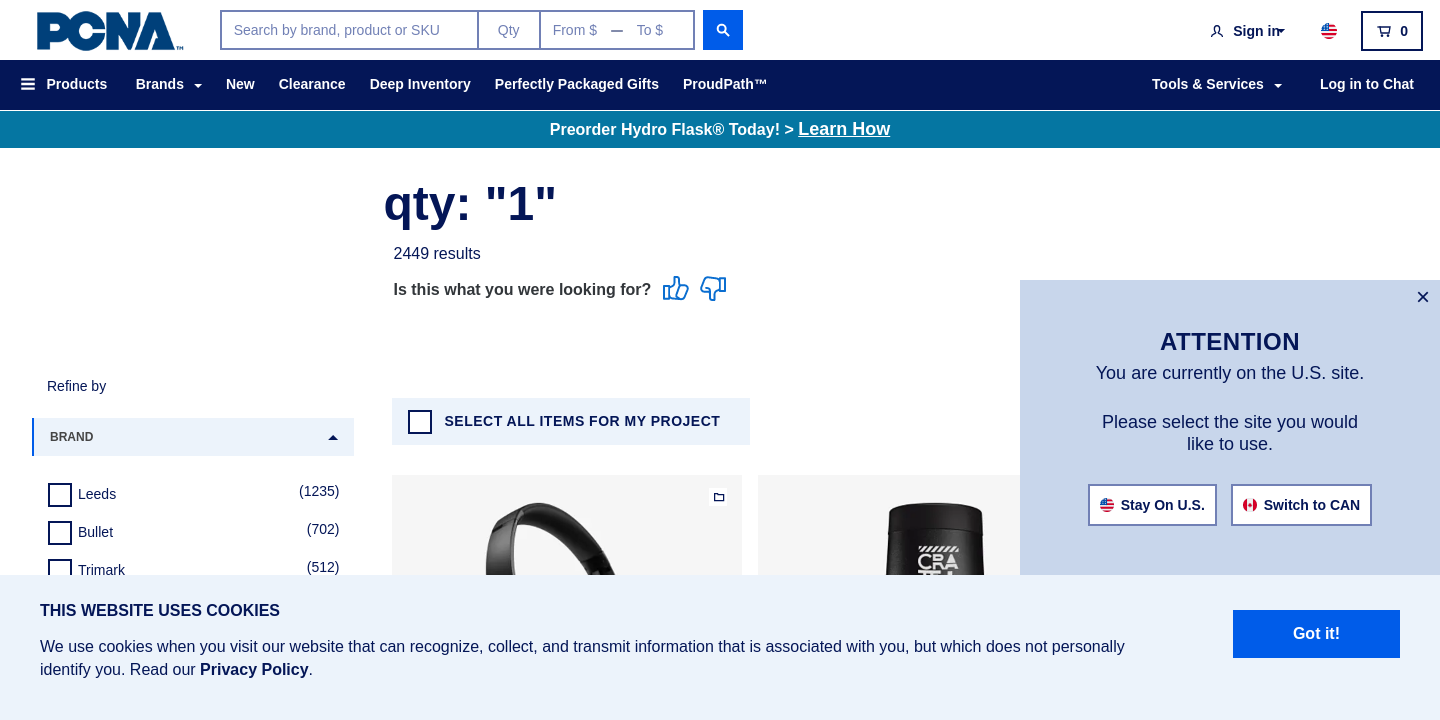 PCNA™
Search by brand, product or SKU
Qty
From $ — To $
Sign in
0
Products
Brands
New
Clearance
Deep Inventory
Perfectly Packaged Gifts
ProudPath™
Tools & Services
Log in to Chat
Preorder Hydro Flask® Today! > Learn How
qty: "1"
2449 results
Is this what you were looking for?
×
ATTENTION
You are currently on the U.S. site.
Please select the site you would
like to use.
Stay On U.S.
Switch to CAN
Refine by
BRAND
Leeds (1235)
Bullet (702)
Trimark (512)
SELECT ALL ITEMS FOR MY PROJECT
THIS WEBSITE USES COOKIES
We use cookies when you visit our website that can recognize, collect, and transmit information that is associated with you, but which does not personally
identify you. Read our Privacy Policy.
Got it!